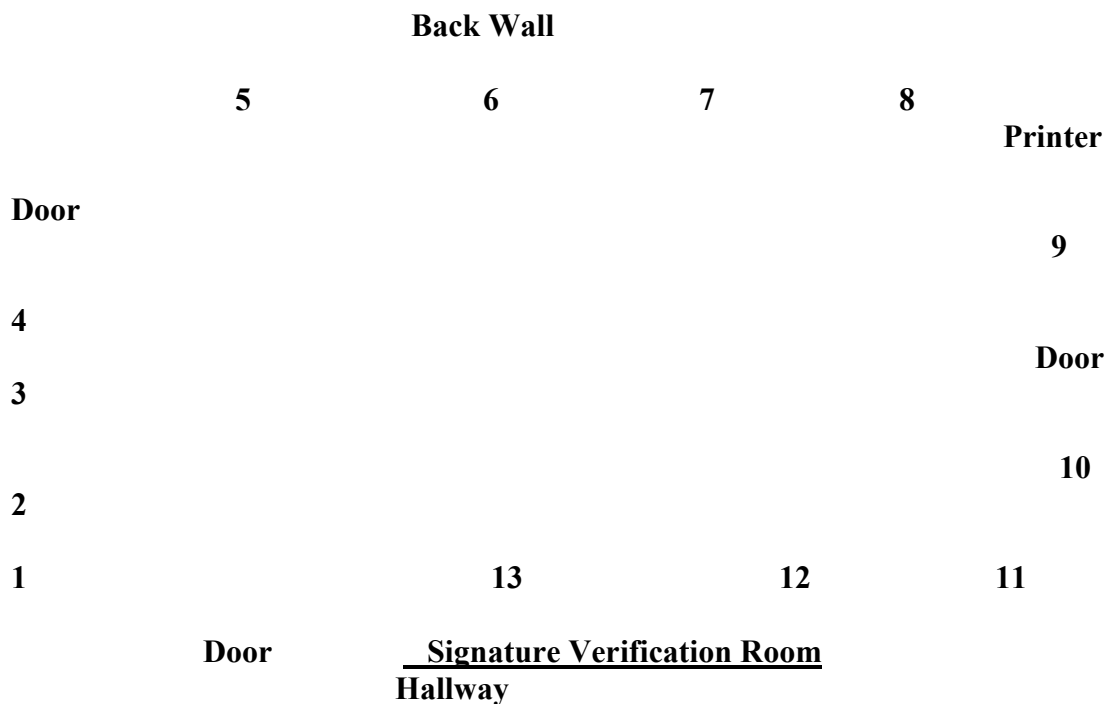 Back Wall
5 6 7 8
Printer
Door
9
4
Door
3
10
2
1 13 12 11
Door Signature Verification Room
Hallway